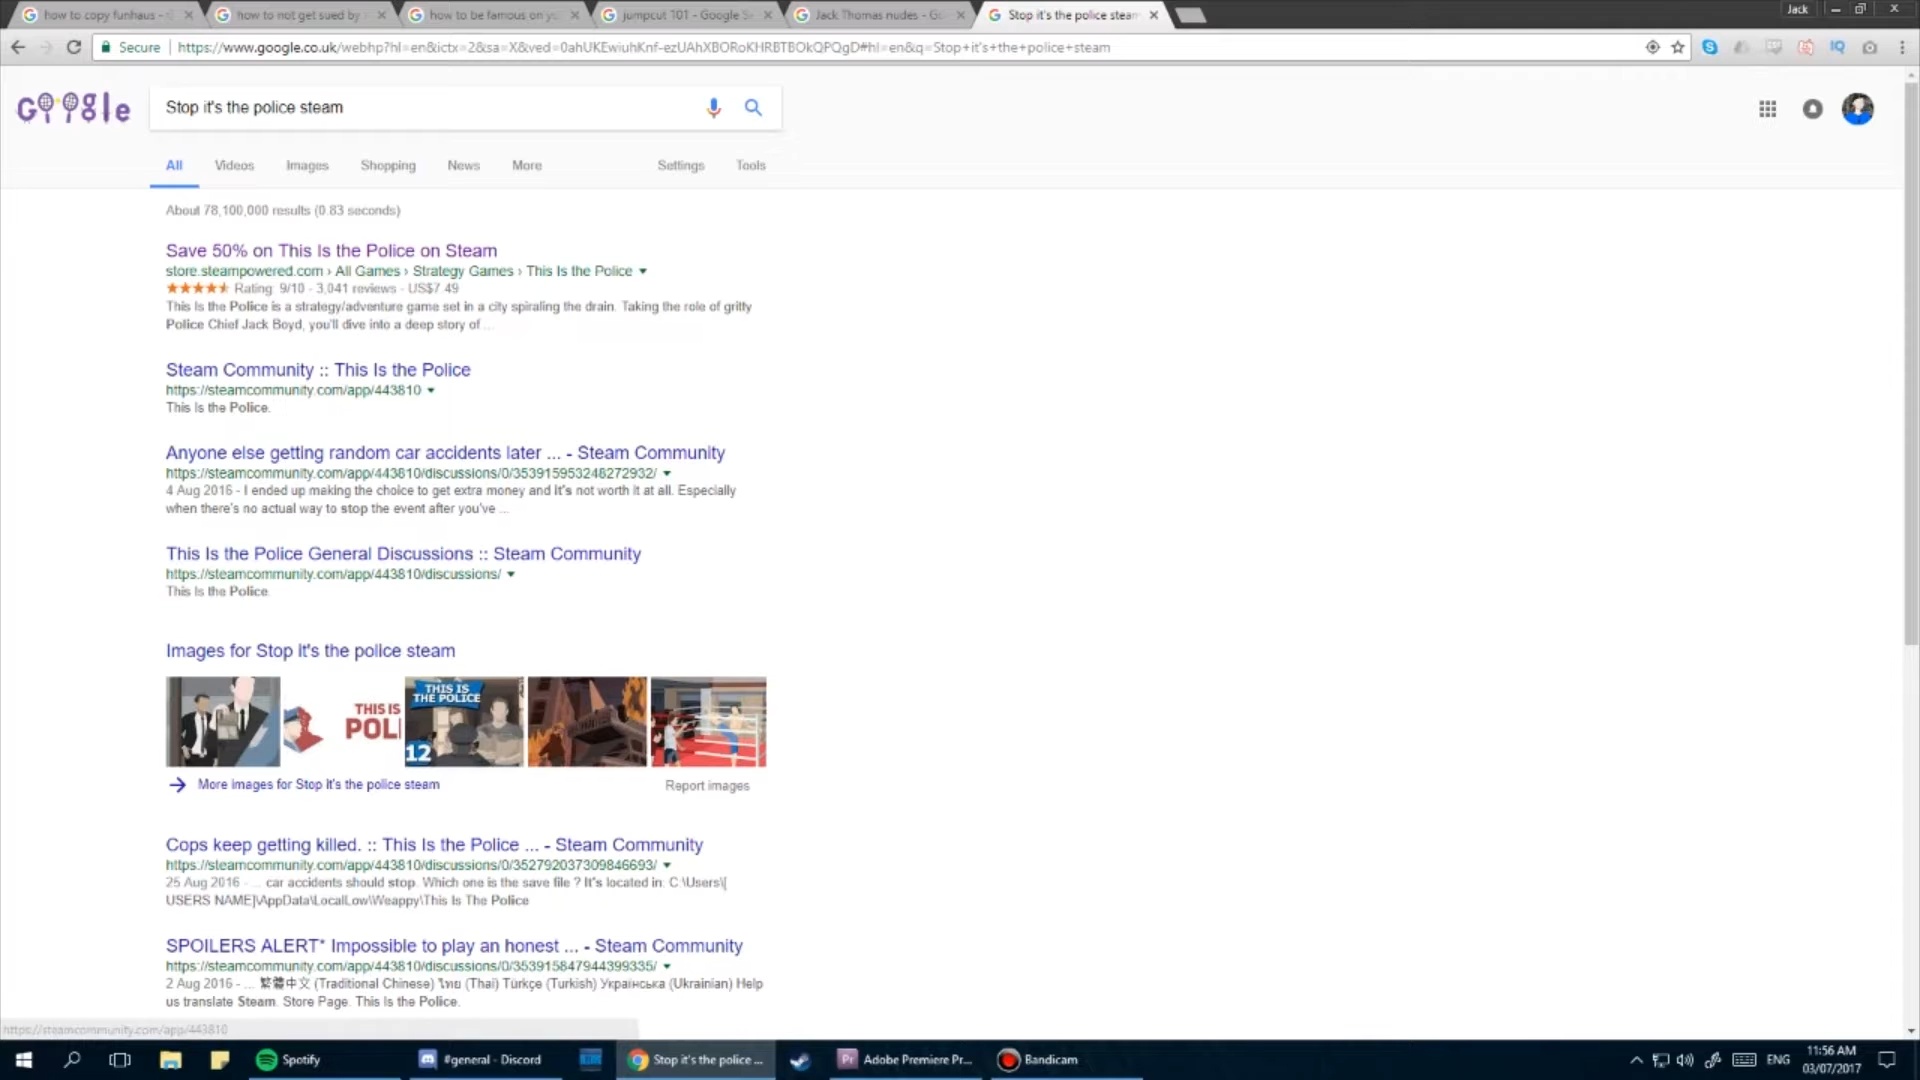 how to copy funhaus -
how to not get sued by
how to be famous on y
jumpcut 101 - Google Se
Jack Thomas nudes - G
Stop it's the police steam
Jack
Secure
https://www.google.co.uk/webhp?hl=en&ictx=2&sa=X&ved=0ahUKEwiuhKnf-ezUAhXBORoKHRBTBOkQPQgD#hl=en&q=Stop+it's+the+police+steam
Google
Stop it's the police steam
All Videos Images Shopping News More Settings Tools
About 78,100,000 results (0.83 seconds)
Save 50% on This Is the Police on Steam
store.steampowered.com › All Games › Strategy Games › This Is the Police
Rating: 9/10 - 3,041 reviews - US$7.49
This Is the Police is a strategy/adventure game set in a city spiraling the drain. Taking the role of gritty
Police Chief Jack Boyd, you'll dive into a deep story of ...
Steam Community :: This Is the Police
https://steamcommunity.com/app/443810
This Is the Police.
Anyone else getting random car accidents later ... - Steam Community
https://steamcommunity.com/app/443810/discussions/0/353915953248272932/
4 Aug 2016 - I ended up making the choice to get extra money and it's not worth it at all. Especially
when there's no actual way to stop the event after you've ...
This Is the Police General Discussions :: Steam Community
https://steamcommunity.com/app/443810/discussions/
This Is the Police.
Images for Stop it's the police steam
THIS IS
POLI
THIS IS
THE POLICE
12
More images for Stop it's the police steam
Report images
Cops keep getting killed. :: This Is the Police ... - Steam Community
https://steamcommunity.com/app/443810/discussions/0/352792037309846693/
25 Aug 2016 - ... car accidents should stop. Which one is the save file ? It's located in: C:\Users\[
USERS NAME]\AppData\LocalLow\Weappy\This Is The Police
SPOILERS ALERT* Impossible to play an honest ... - Steam Community
https://steamcommunity.com/app/443810/discussions/0/353915847944399335/
2 Aug 2016 - ... 繁體中文 (Traditional Chinese) ไทย (Thai) Türkçe (Turkish) Українська (Ukrainian) Help
us translate Steam. Store Page. This Is the Police.
https://steamcommunity.com/app/443810
Spotify
#general - Discord
Stop it's the police ...
Adobe Premiere Pr...
Bandicam
ENG
11:56 AM
03/07/2017